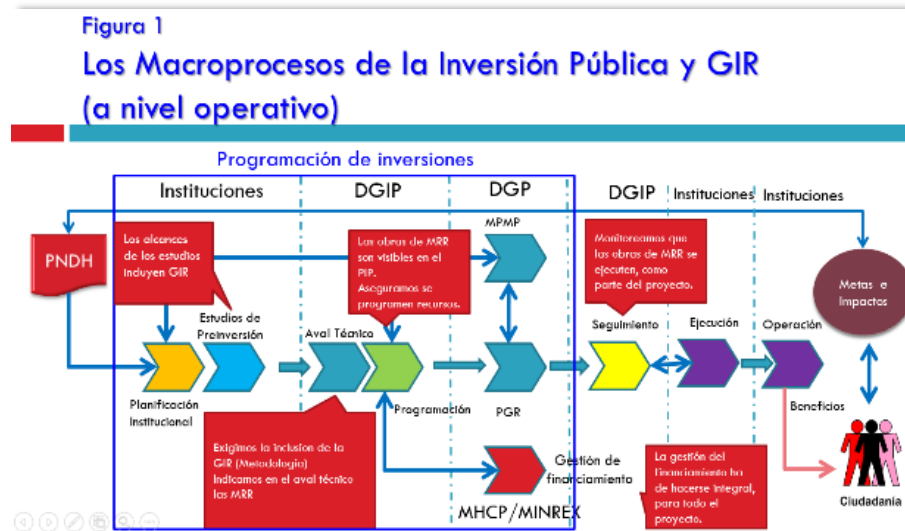 Figura 1
Los Macroprocesos de la Inversión Pública y GIR
(a nivel operativo)
Programación de inversiones
Instituciones
DGIP
DGP
DGIP
Instituciones
Instituciones
MPMP
PNDH
Los alcances
de los estudios
incluyen GIR
Las obras de MRR
son visibles en el
PIP.
Aseguramos se
programen recursos.
Monitoreamos que
las obras de MRR se
ejecuten, como
parte del proyecto.
Metas e
Impactos
Estudios de
Preinversión
Aval Técnico
Seguimiento
Ejecución
Operación
Planificación
Institucional
Programación
PGR
Beneficios
Exigimos la inclusion de la
GIR (Metodología)
Indicamos en el aval técnico
las MRR
Gestión de
financiamiento
La gestión del
financiamiento ha
de hacerse integral,
para todo el
proyecto.
Ciudadanía
MHCP/MINREX